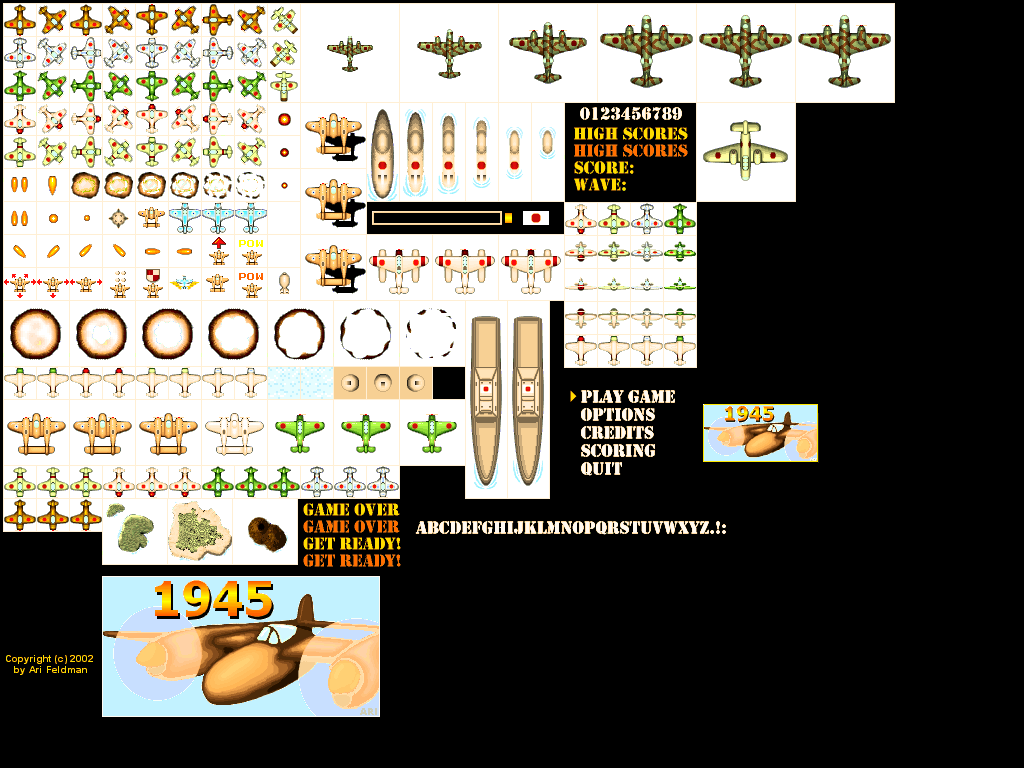 0123456789
HIGH SCORES
HIGH SCORES
SCORE:
WAVE:
POW
POW
PLAY GAME
OPTIONS
CREDITS
SCORING
QUIT
1945
GAME OVER
GAME OVER
GET READY!
GET READY!
ABCDEFGHIJKLMNOPQRSTUVWXYZ.!:
1945
Copyright (c) 2002
by Ari Feldman
ARI